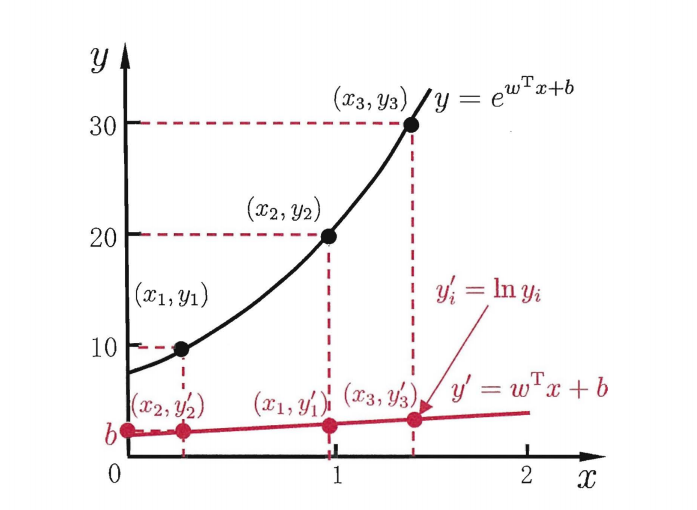 y
(x₃, y₃)
y = e^{wᵀx+b}
30
(x₂, y₂)
20
(x₁, y₁)
y′ᵢ = ln yᵢ
10
(x₂, y′₂)
(x₁, y′₁)
(x₃, y′₃)
y′ = wᵀx + b
b
0
1
2
x